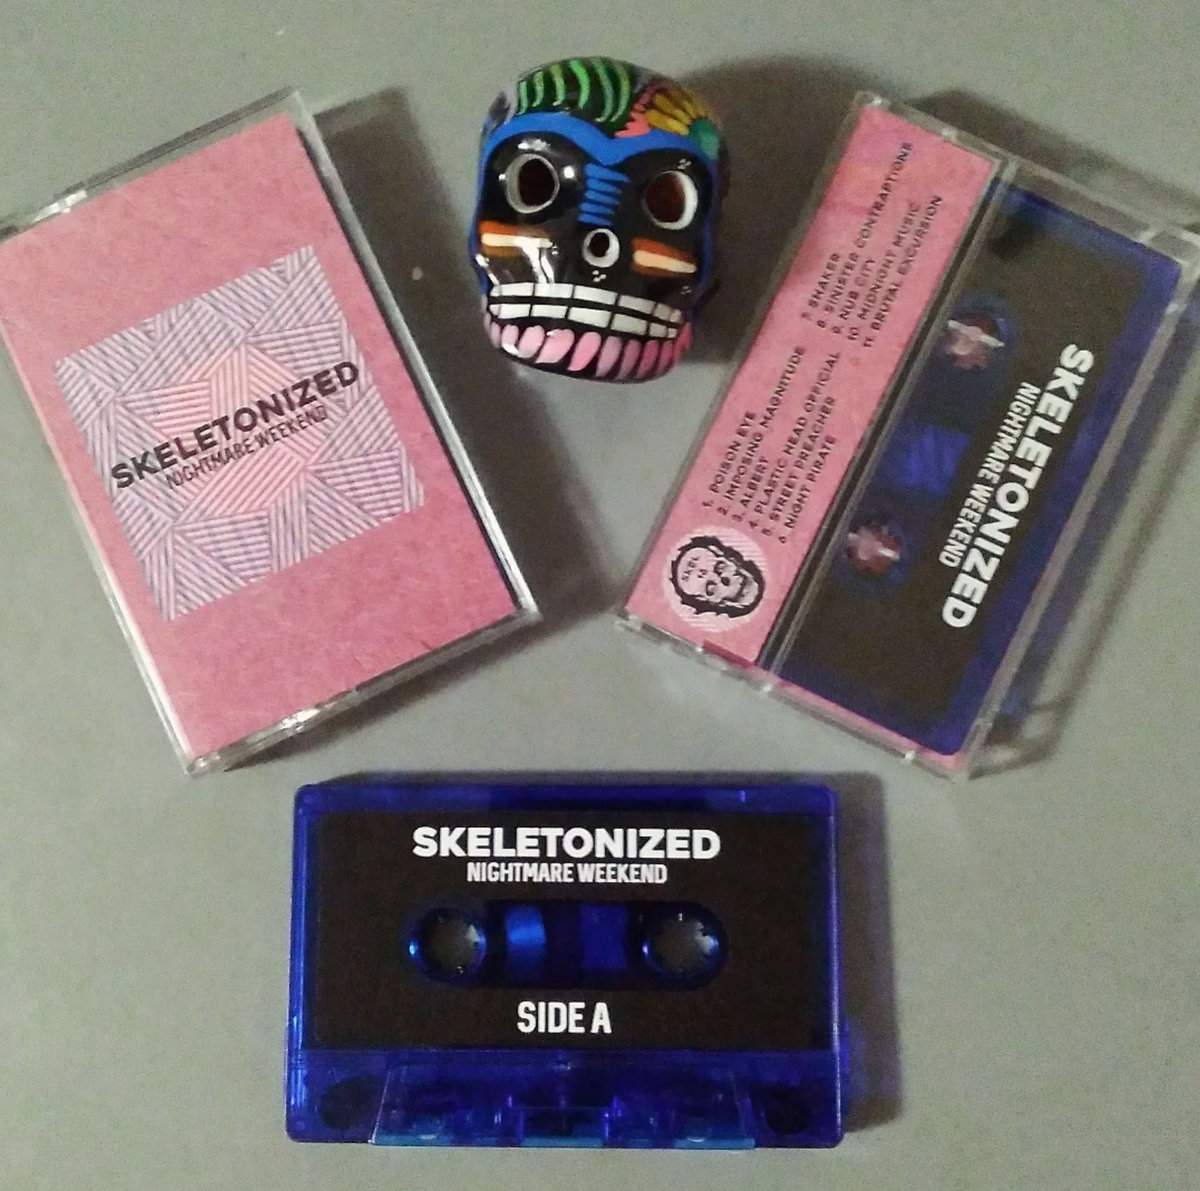 SKELETONIZED
NIGHTMARE WEEKEND
1. POISON EYE
2. IMPOSING MAGNITUDE
3. ALBERT
4. PLASTIC HEAD OFFICIAL
5. STREET PREACHER
6. NIGHT PIRATE
7. SHAKER
8. SINISTER CONTRAPTIONS
9. NUB CITY
10. MIDNIGHT MUSIC
11. BRUTAL EXCURSION
SKELETONIZED
NIGHTMARE WEEKEND
SKELETONIZED
NIGHTMARE WEEKEND
SIDE A